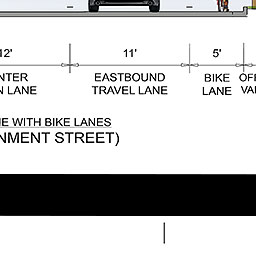 12' 11' 5'
NTER EASTBOUND BIKE OFF
N LANE TRAVEL LANE LANE VA
E WITH BIKE LANES
NMENT STREET)